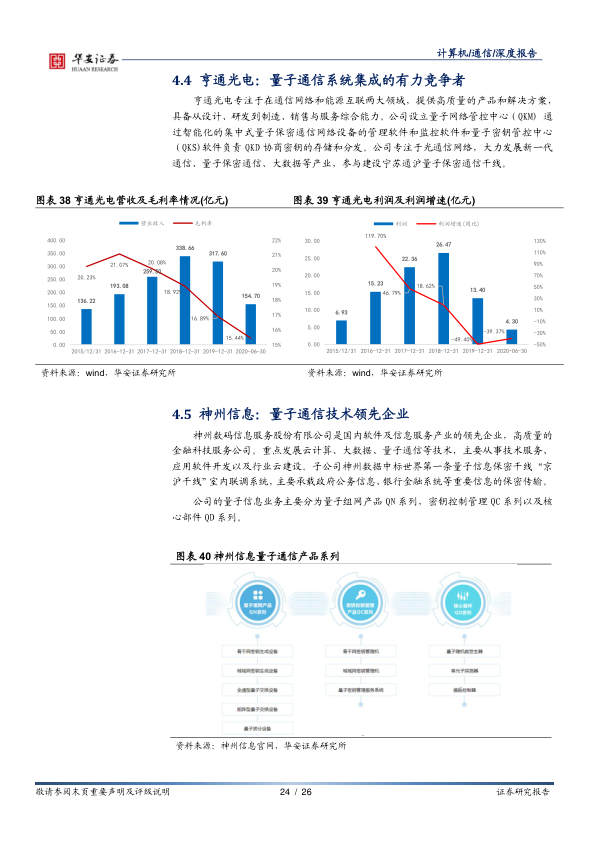 华安证券
HUAAN RESEARCH
计算机/通信/深度报告
4.4 亨通光电：量子通信系统集成的有力竞争者
亨通光电专注于在通信网络和能源互联两大领域，提供高质量的产品和解决方案，
具备从设计、研发到制造、销售与服务综合能力。公司设立量子网络管控中心（QKM）通
过智能化的集中式量子保密通信网络设备的管理软件和监控软件和量子密钥管控中心
（QKS)软件负责 QKD 协商密钥的存储和分发。公司专注于光通信网络，大力发展新一代
通信、量子保密通信、大数据等产业，参与建设宁苏通沪量子保密通信干线。
图表 38 亨通光电营收及毛利率情况(亿元)
营业收入 毛利率
400.00
350.00
300.00
250.00
200.00
150.00
100.00
50.00
0.00
22%
21%
20%
19%
18%
17%
16%
15%
136.22
193.08
259.50
338.66
317.60
154.70
20.23%
21.07%
20.08%
18.92%
16.89%
15.44%
2015/12/31 2016-12-31 2017-12-31 2018-12-31 2019-12-31 2020-06-30
资料来源：wind，华安证券研究所
图表 39 亨通光电利润及利润增速(亿元)
利润 利润增速(同比)
30.00
25.00
20.00
15.00
10.00
5.00
0.00
130%
110%
90%
70%
50%
30%
10%
-10%
-30%
-50%
6.93
15.23
22.36
26.47
13.40
4.30
119.70%
46.79%
18.62%
-49.40%
-39.37%
2015/12/31 2016-12-31 2017-12-31 2018-12-31 2019-12-31 2020-06-30
资料来源：wind，华安证券研究所
4.5 神州信息：量子通信技术领先企业
神州数码信息服务股份有限公司是国内软件及信息服务产业的领先企业，高质量的
金融科技服务公司。重点发展云计算、大数据、量子通信等技术，主要从事技术服务、
应用软件开发以及行业云建设。子公司神州数据中标世界第一条量子信息保密干线 “京
沪干线”室内联调系统，主要承载政府公务信息、银行金融系统等重要信息的保密传输。
公司的量子信息业务主要分为量子组网产品 QN 系列，密钥控制管理 QC 系列以及核
心部件 QD 系列。
图表 40 神州信息量子通信产品系列
量子组网产品
QN系列
密钥控制管理
产品QC系列
核心器件
QD系列
骨干网密钥生成设备
城域网密钥生成设备
全通型量子交换设备
矩阵型量子交换设备
量子波分设备
骨干网密钥管理机
城域网密钥管理机
量子密钥管理服务系统
量子随机数发生器
单光子探测器
偏振控制器
资料来源：神州信息官网，华安证券研究所
敬请参阅末页重要声明及评级说明
24 / 26
证券研究报告